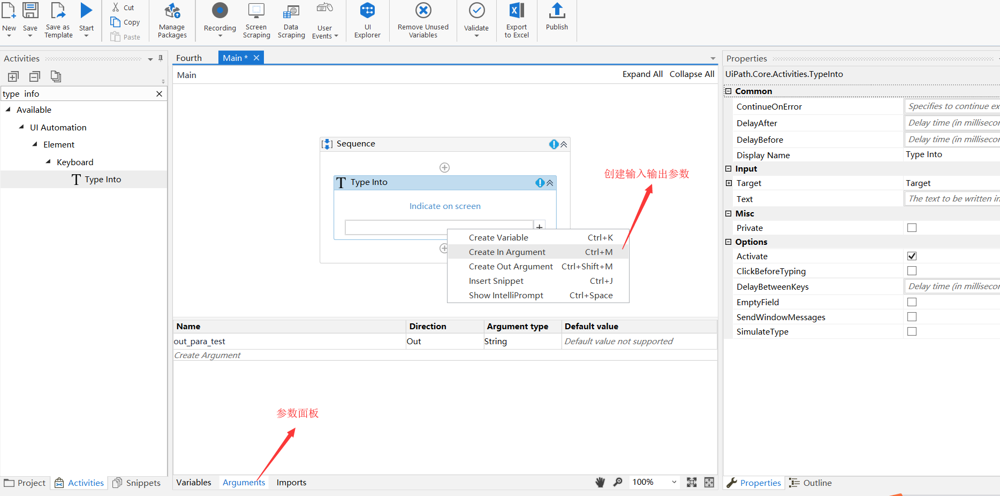 New
Save
Save as
Template
Start
Cut
Copy
Paste
Manage
Packages
Recording
Screen
Scraping
Data
Scraping
User
Events
UI
Explorer
Remove Unused
Variables
Validate
Export
to Excel
Publish
Activities
type  info
Available
UI Automation
Element
Keyboard
Type Into
Fourth
Main *
Main
Expand All
Collapse All
Sequence
Type Into
Indicate on screen
Create Variable Ctrl+K
Create In Argument Ctrl+M
Create Out Argument Ctrl+Shift+M
Insert Snippet Ctrl+J
Show IntelliPrompt Ctrl+Space
创建输入输出参数
Name Direction Argument type Default value
out_para_test Out String Default value not supported
Create Argument
参数面板
Variables
Arguments
Imports
100%
Project
Activities
Snippets
Properties
UiPath.Core.Activities.TypeInto
Common
ContinueOnError Specifies to continue ex
DelayAfter Delay time (in millisecor
DelayBefore Delay time (in millisecor
Display Name Type Into
Input
Target Target
Text The text to be written in
Misc
Private
Options
Activate
ClickBeforeTyping
DelayBetweenKeys Delay time (in millisecor
EmptyField
SendWindowMessages
SimulateType
Properties
Outline